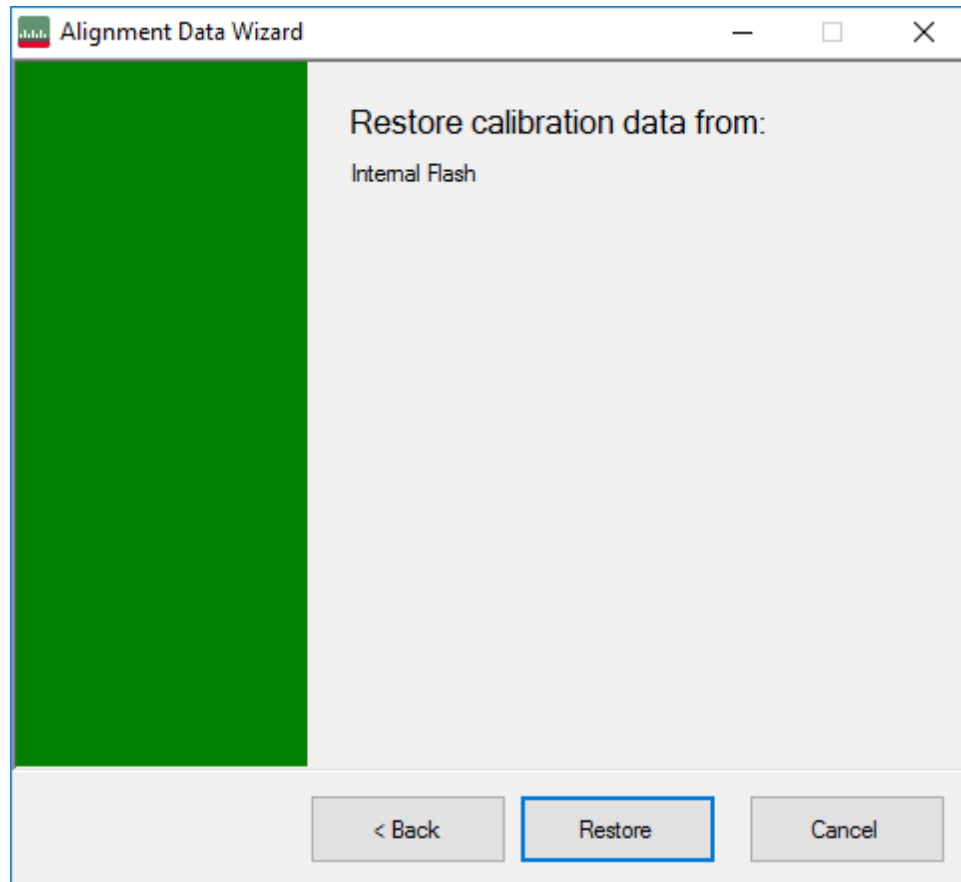 Alignment Data Wizard
Restore calibration data from:
Internal Flash
< Back
Restore
Cancel